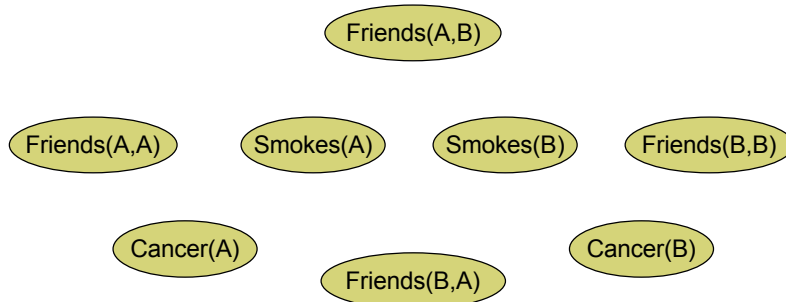 Friends(A,B)
Friends(A,A)
Smokes(A)
Smokes(B)
Friends(B,B)
Cancer(A)
Cancer(B)
Friends(B,A)